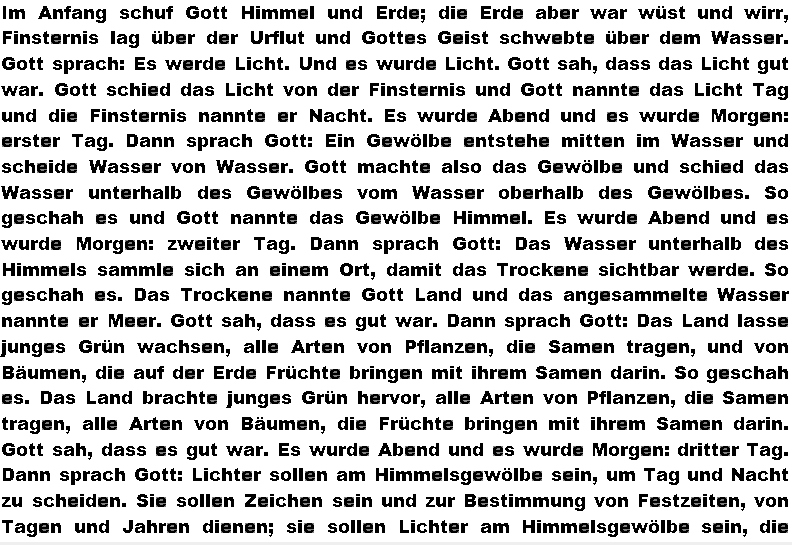 Im Anfang schuf Gott Himmel und Erde; die Erde aber war wüst und wirr,
Finsternis lag über der Urflut und Gottes Geist schwebte über dem Wasser.
Gott sprach: Es werde Licht. Und es wurde Licht. Gott sah, dass das Licht gut
war. Gott schied das Licht von der Finsternis und Gott nannte das Licht Tag
und die Finsternis nannte er Nacht. Es wurde Abend und es wurde Morgen:
erster Tag. Dann sprach Gott: Ein Gewölbe entstehe mitten im Wasser und
scheide Wasser von Wasser. Gott machte also das Gewölbe und schied das
Wasser unterhalb des Gewölbes vom Wasser oberhalb des Gewölbes. So
geschah es und Gott nannte das Gewölbe Himmel. Es wurde Abend und es
wurde Morgen: zweiter Tag. Dann sprach Gott: Das Wasser unterhalb des
Himmels sammle sich an einem Ort, damit das Trockene sichtbar werde. So
geschah es. Das Trockene nannte Gott Land und das angesammelte Wasser
nannte er Meer. Gott sah, dass es gut war. Dann sprach Gott: Das Land lasse
junges Grün wachsen, alle Arten von Pflanzen, die Samen tragen, und von
Bäumen, die auf der Erde Früchte bringen mit ihrem Samen darin. So geschah
es. Das Land brachte junges Grün hervor, alle Arten von Pflanzen, die Samen
tragen, alle Arten von Bäumen, die Früchte bringen mit ihrem Samen darin.
Gott sah, dass es gut war. Es wurde Abend und es wurde Morgen: dritter Tag.
Dann sprach Gott: Lichter sollen am Himmelsgewölbe sein, um Tag und Nacht
zu scheiden. Sie sollen Zeichen sein und zur Bestimmung von Festzeiten, von
Tagen und Jahren dienen; sie sollen Lichter am Himmelsgewölbe sein, die